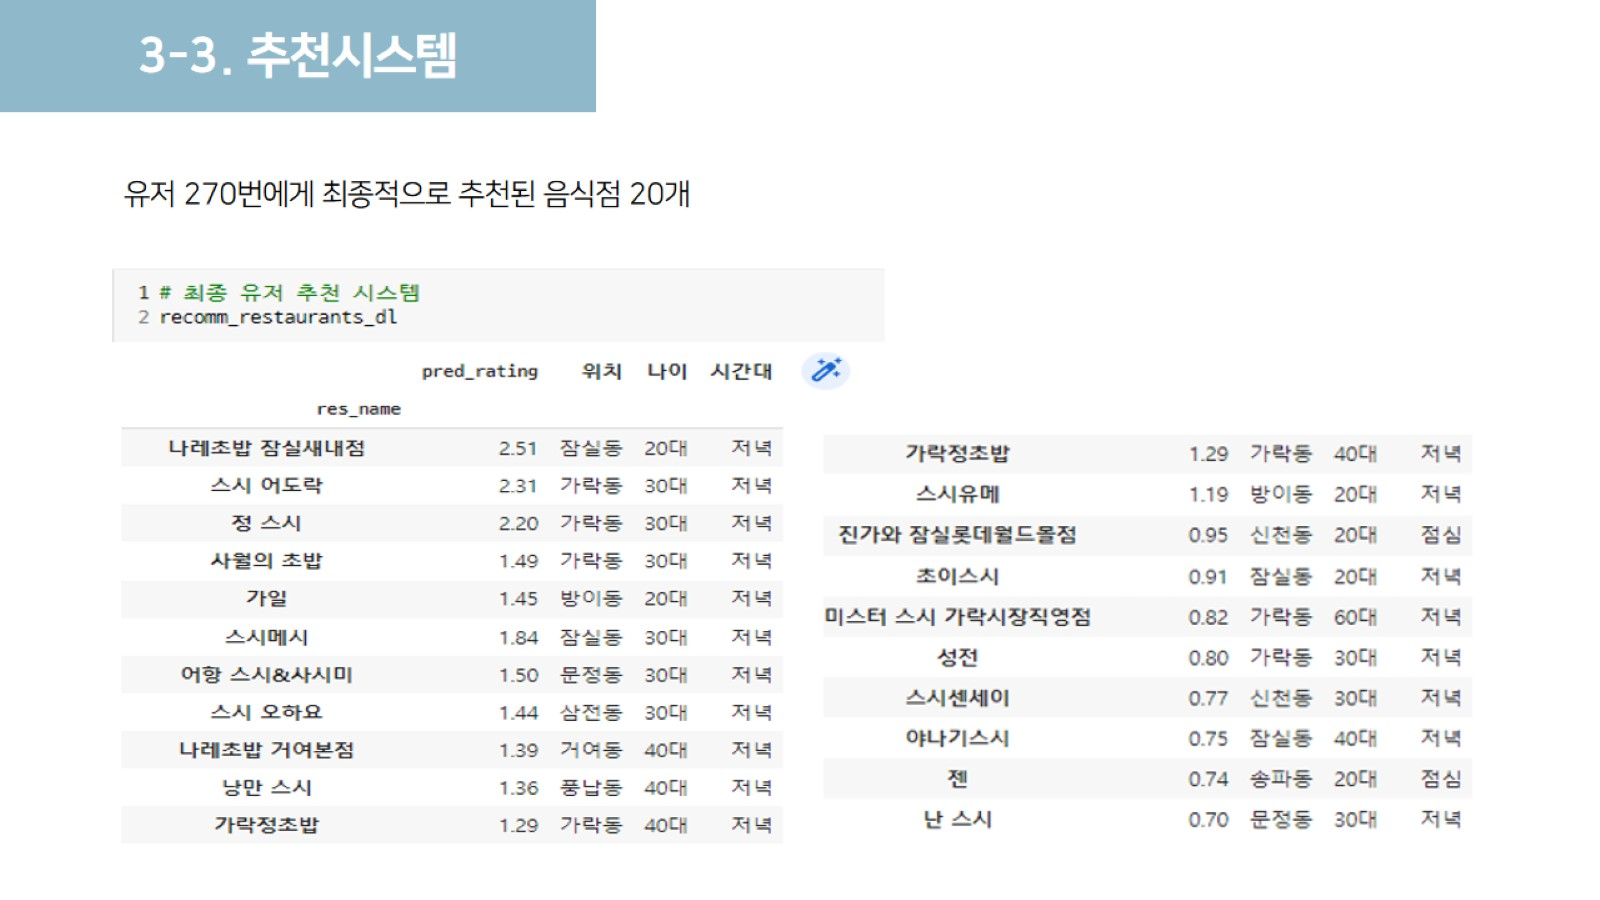 3-3. 추천시스템
유저 270번에게 최종적으로 추천된 음식점 20개
1 # 최종 유저 추천 시스템
2 recomm_restaurants_dl
pred_rating 위치 나이 시간대
res_name
나레초밥 잠실새내점 2.51 잠실동 20대 저녁
스시 어도락 2.31 가락동 30대 저녁
정 스시 2.20 가락동 30대 저녁
사월의 초밥 1.49 가락동 30대 저녁
가일 1.45 방이동 20대 저녁
스시메시 1.84 잠실동 30대 저녁
어항 스시&사시미 1.50 문정동 30대 저녁
스시 오하요 1.44 삼전동 30대 저녁
나레초밥 거여본점 1.39 거여동 40대 저녁
낭만 스시 1.36 풍납동 40대 저녁
가락정초밥 1.29 가락동 40대 저녁
가락정초밥 1.29 가락동 40대 저녁
스시유메 1.19 방이동 20대 저녁
진가와 잠실롯데월드몰점 0.95 신천동 20대 점심
초이스시 0.91 잠실동 20대 저녁
미스터 스시 가락시장직영점 0.82 가락동 60대 저녁
성전 0.80 가락동 30대 저녁
스시센세이 0.77 신천동 30대 저녁
야나기스시 0.75 잠실동 40대 저녁
젠 0.74 송파동 20대 점심
난 스시 0.70 문정동 30대 저녁